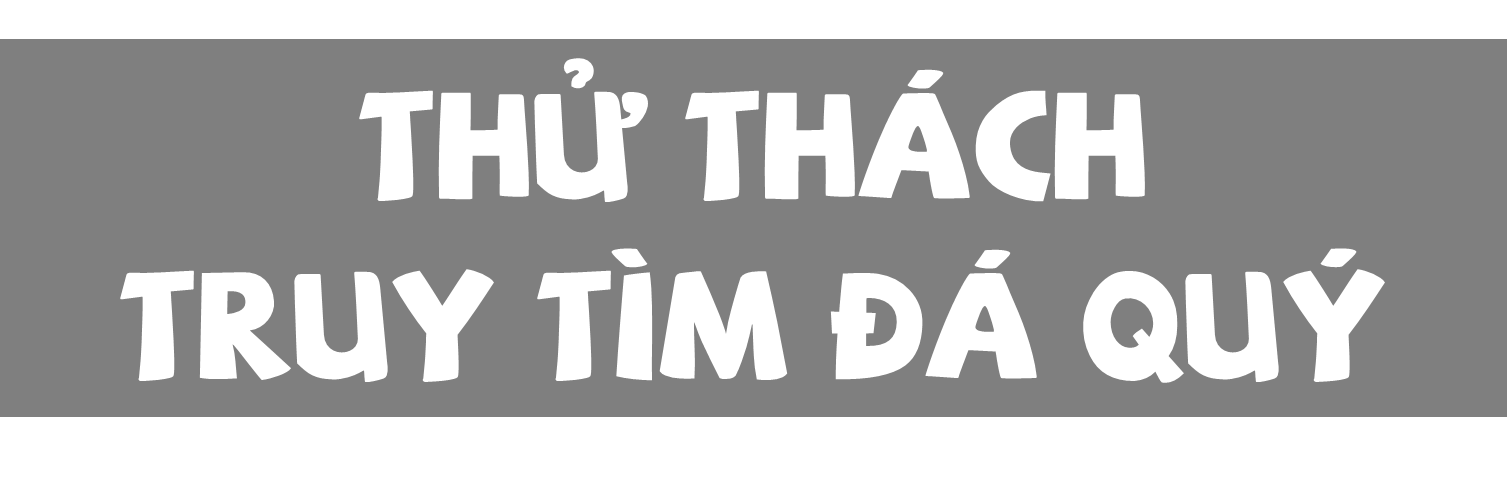 THỬ THÁCH
TRUY TÌM ĐÁ QUÝ